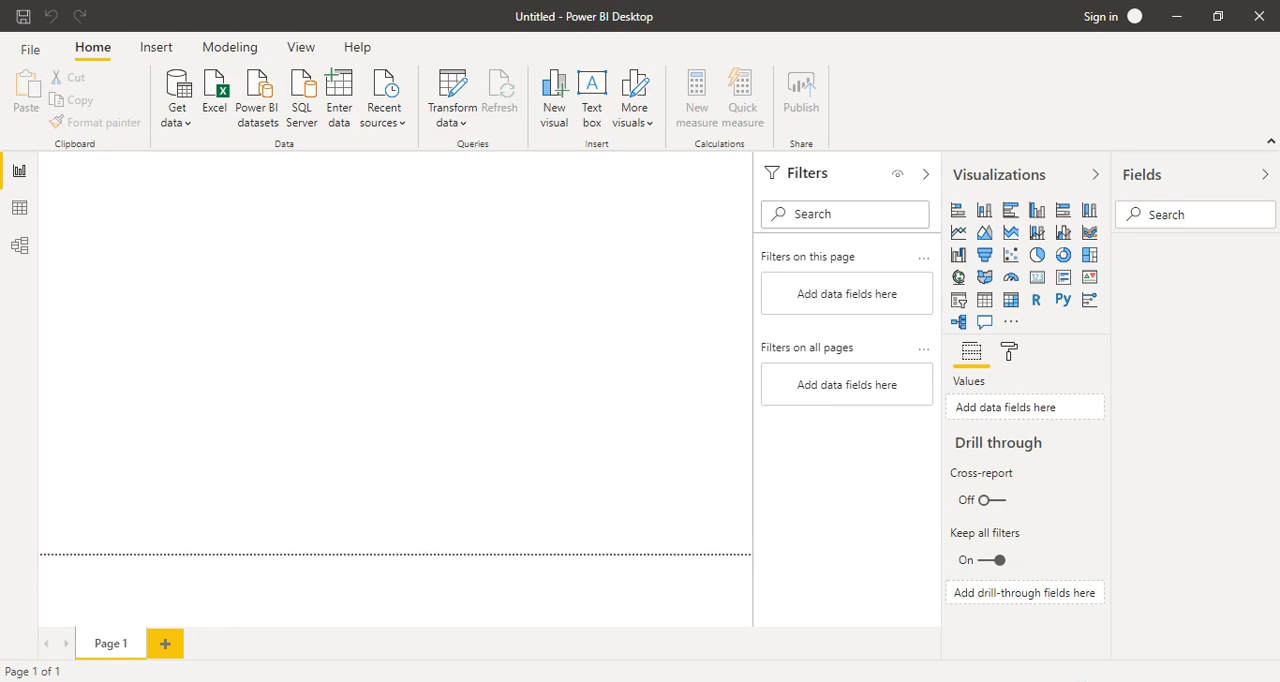 Untitled - Power BI Desktop
Sign in
File Home Insert Modeling View Help
Paste
Cut
Copy
Format painter
Clipboard
Get data
Excel
Power BI datasets
SQL Server
Enter data
Recent sources
Data
Transform data
Refresh
Queries
New visual
Text box
More visuals
Insert
New measure
Quick measure
Calculations
Publish
Share
Filters
Search
Filters on this page
Add data fields here
Filters on all pages
Add data fields here
Visualizations
123
R
Py
Values
Add data fields here
Drill through
Cross-report
Off
Keep all filters
On
Add drill-through fields here
Fields
Search
Page 1
Page 1 of 1